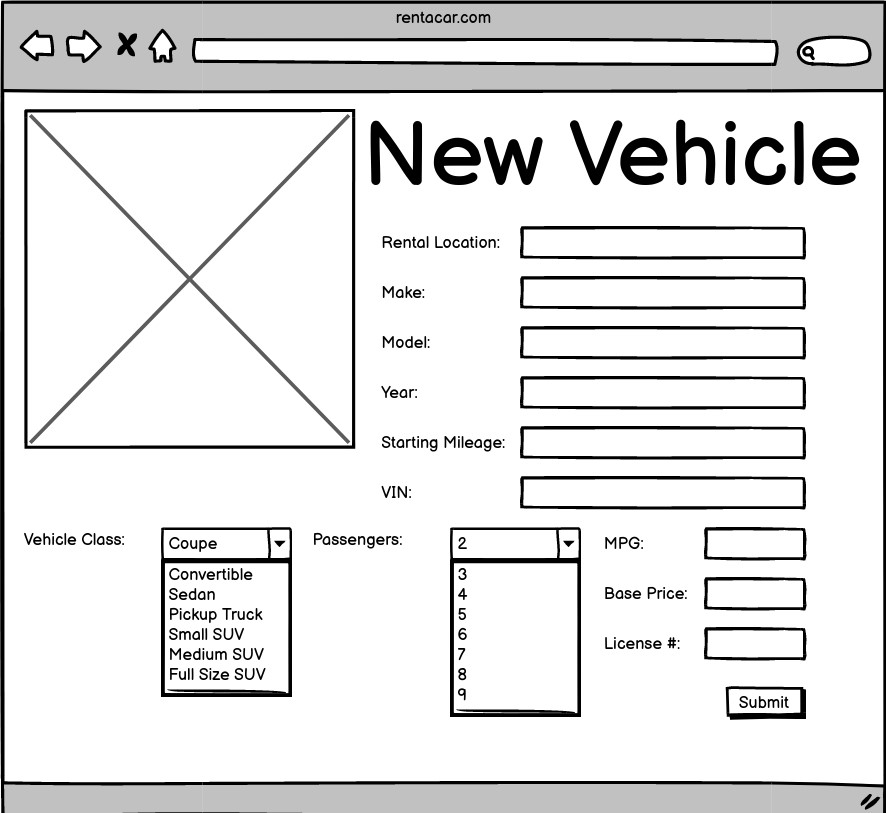 rentacar.com
New Vehicle
Rental Location:
Make:
Model:
Year:
Starting Mileage:
VIN:
Vehicle Class:
Coupe
Convertible
Sedan
Pickup Truck
Small SUV
Medium SUV
Full Size SUV
Passengers:
2
3
4
5
6
7
8
9
MPG:
Base Price:
License #:
Submit